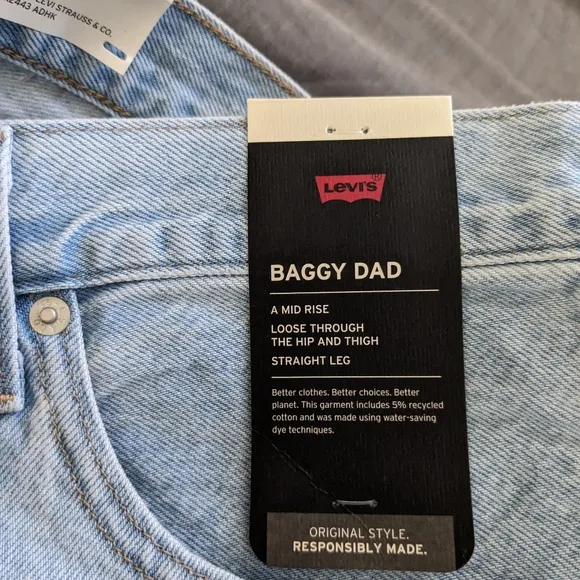 LEVI STRAUSS & CO.
ADHK
Levi's®
BAGGY DAD
A MID RISE
LOOSE THROUGH
THE HIP AND THIGH
STRAIGHT LEG
Better clothes. Better choices. Better
planet. This garment includes 5% recycled
cotton and was made using water-saving
dye techniques.
ORIGINAL STYLE.
RESPONSIBLY MADE.